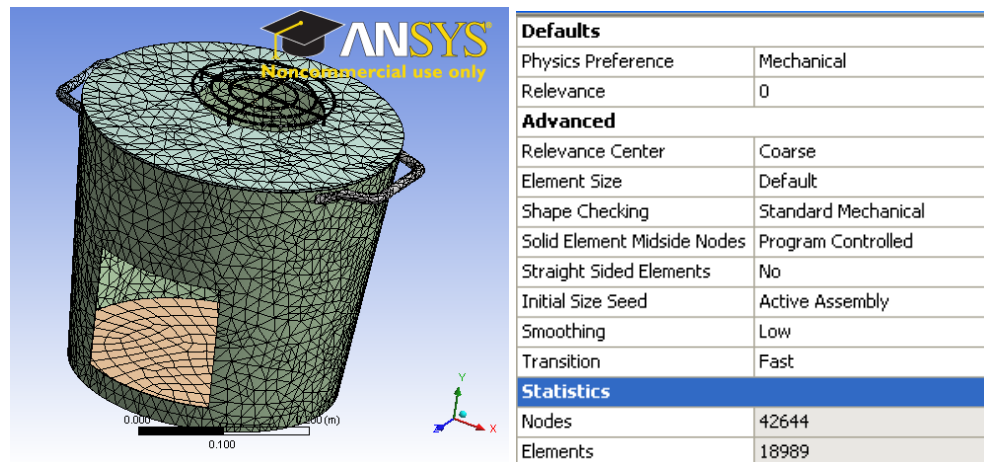 ANSYS
Noncommercial use only
0.000
0.100
(m)
Y
X
Z
Defaults
Physics Preference Mechanical
Relevance 0
Advanced
Relevance Center Coarse
Element Size Default
Shape Checking Standard Mechanical
Solid Element Midside Nodes Program Controlled
Straight Sided Elements No
Initial Size Seed Active Assembly
Smoothing Low
Transition Fast
Statistics
Nodes 42644
Elements 18989